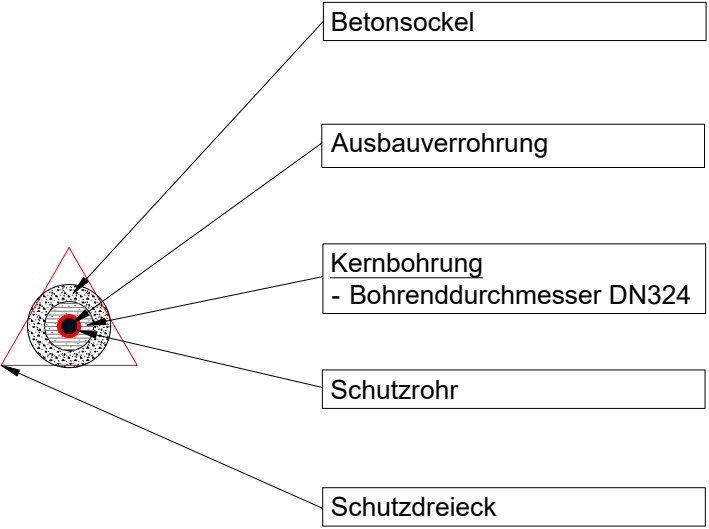 Betonsockel
Ausbauverrohrung
Kernbohrung
- Bohrenddurchmesser DN324
Schutzrohr
Schutzdreieck